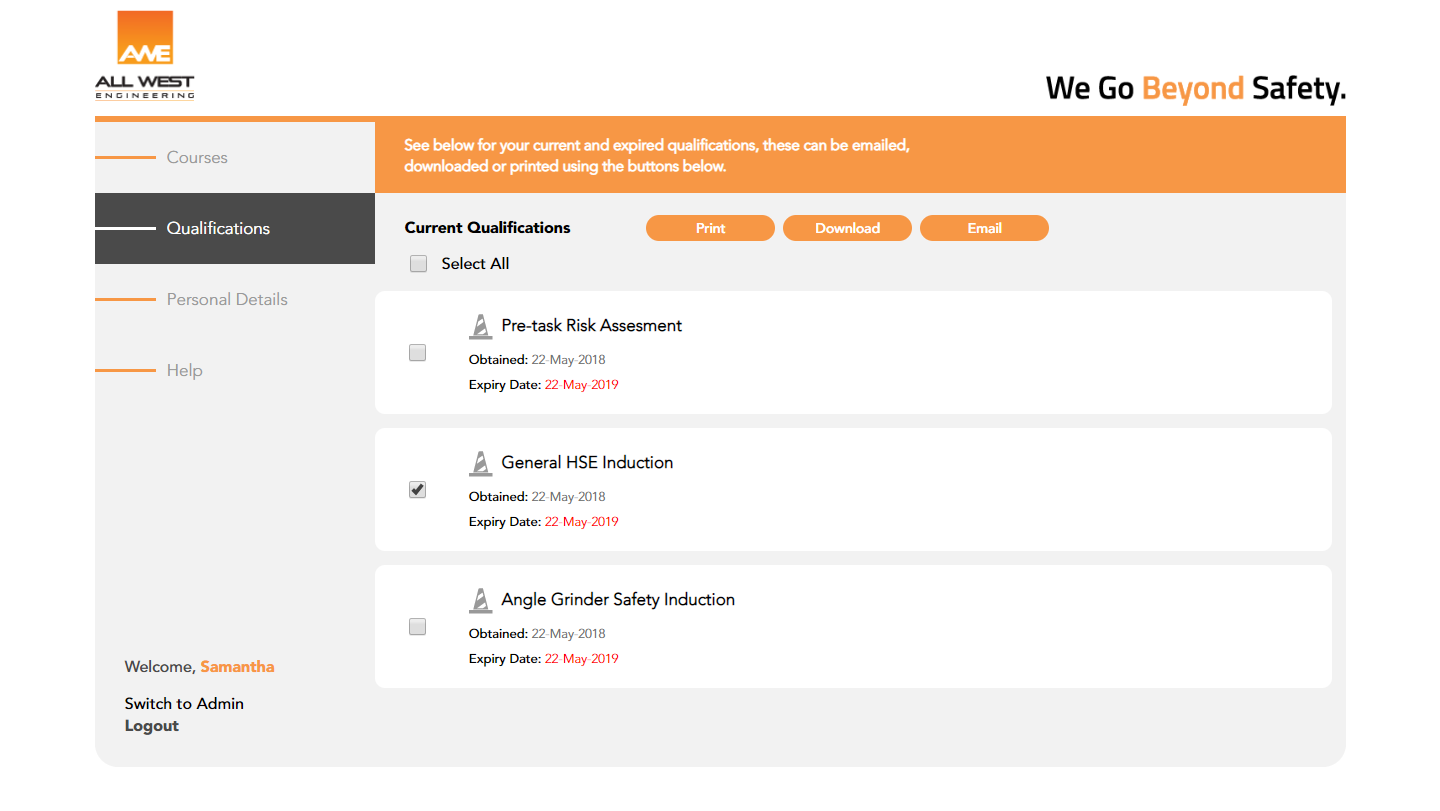 AWE
ALL WEST
ENGINEERING
We Go Beyond Safety.
Courses
Qualifications
Personal Details
Help
Welcome, Samantha
Switch to Admin
Logout
See below for your current and expired qualifications, these can be emailed,
downloaded or printed using the buttons below.
Current Qualifications
Print
Download
Email
Select All
Pre-task Risk Assesment
Obtained: 22-May-2018
Expiry Date: 22-May-2019
General HSE Induction
Obtained: 22-May-2018
Expiry Date: 22-May-2019
Angle Grinder Safety Induction
Obtained: 22-May-2018
Expiry Date: 22-May-2019